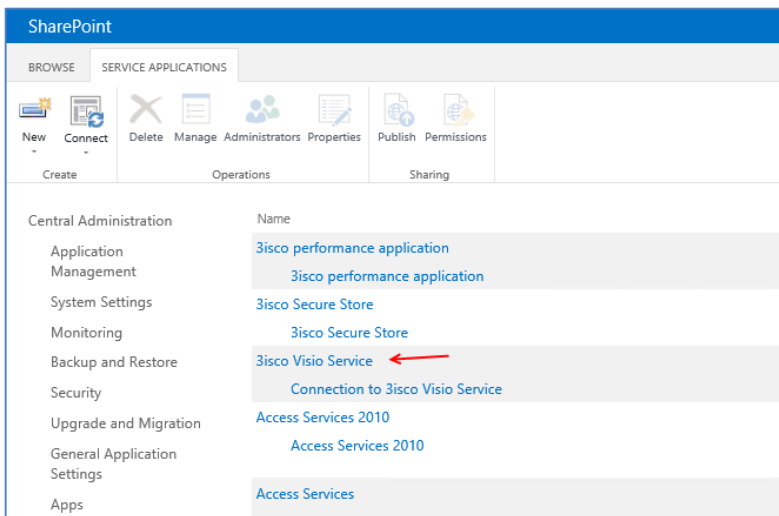 SharePoint
BROWSE SERVICE APPLICATIONS
New Connect Delete Manage Administrators Properties Publish Permissions
Create Operations Sharing
Central Administration
Application
Management
System Settings
Monitoring
Backup and Restore
Security
Upgrade and Migration
General Application
Settings
Apps
Name
3isco performance application
3isco performance application
3isco Secure Store
3isco Secure Store
3isco Visio Service
Connection to 3isco Visio Service
Access Services 2010
Access Services 2010
Access Services